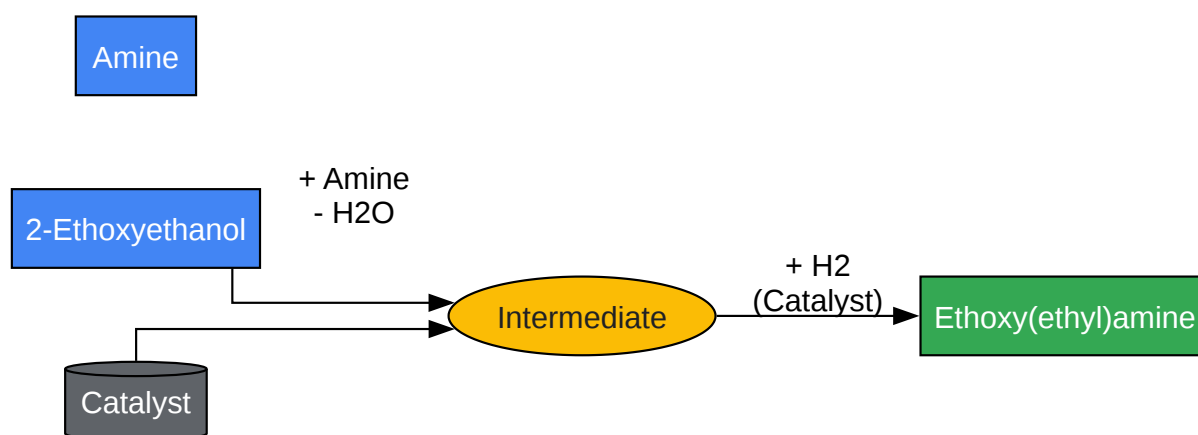 Amine
+ Amine
- H2O
2-Ethoxyethanol
+ H2
(Catalyst)
Intermediate
Ethoxy(ethyl)amine
Catalyst